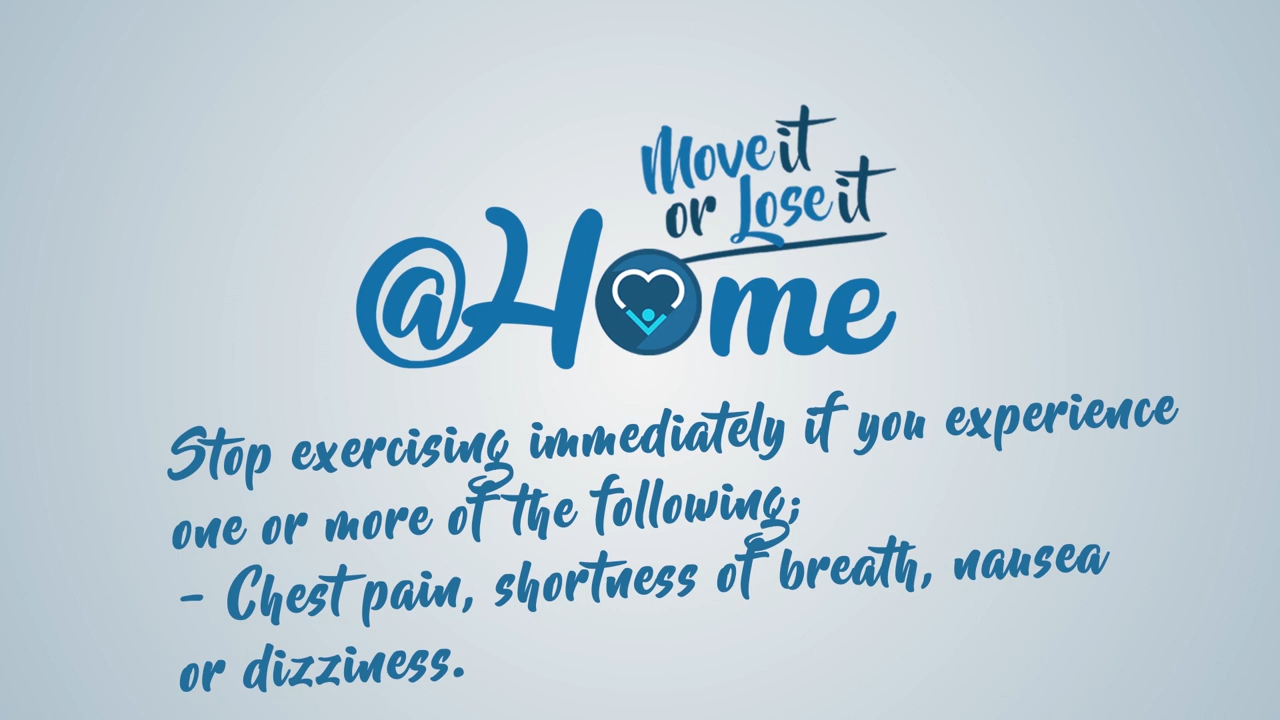 Move it
or Lose it
@Home
Stop exercising immediately if you experience
one or more of the following;
- Chest pain, shortness of breath, nausea
or dizziness.